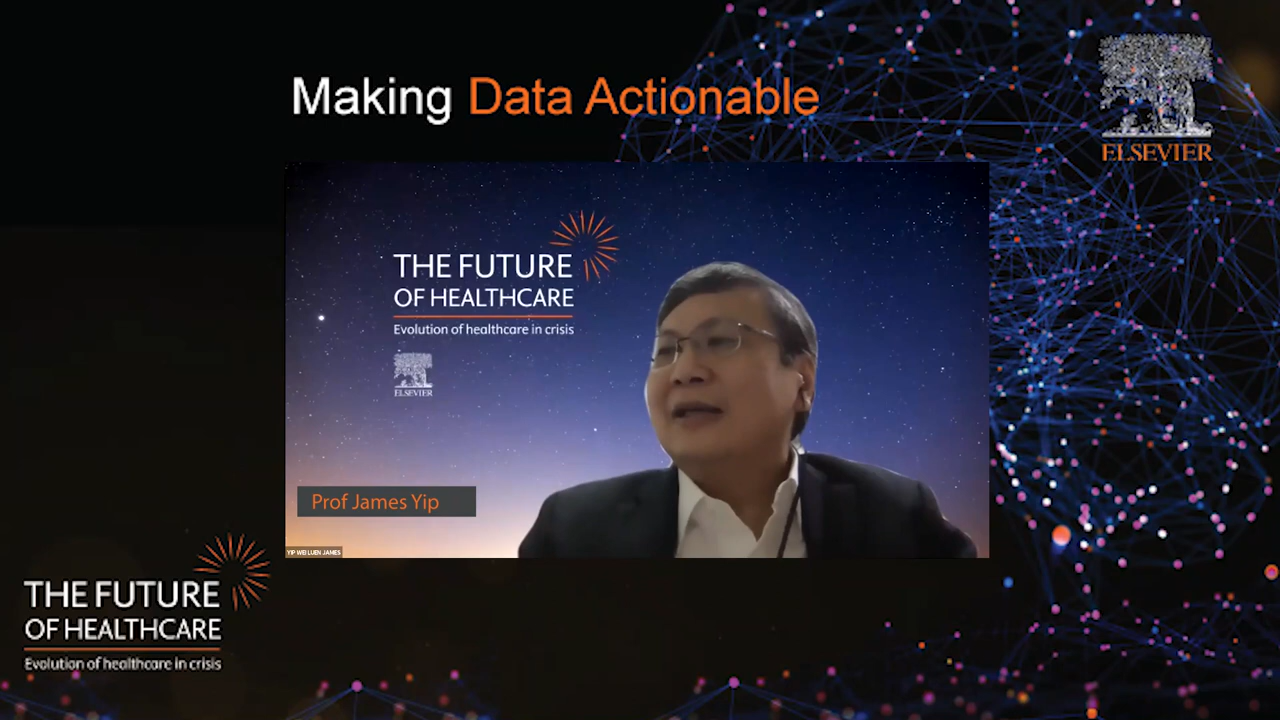 Making Data Actionable
ELSEVIER
THE FUTURE
OF HEALTHCARE
Evolution of healthcare in crisis
ELSEVIER
Prof James Yip
YIP WEI LUEN JAMES
THE FUTURE
OF HEALTHCARE
Evolution of healthcare in crisis